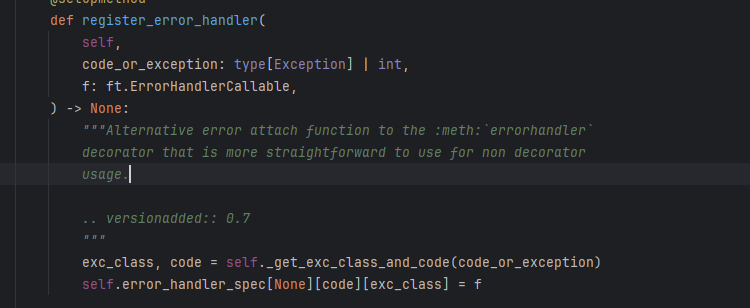 @setupmethod
def register_error_handler(
self,
code_or_exception: type[Exception] | int,
f: ft.ErrorHandlerCallable,
) -> None:
"""Alternative error attach function to the :meth:`errorhandler`
decorator that is more straightforward to use for non decorator
usage.
.. versionadded:: 0.7
"""
exc_class, code = self._get_exc_class_and_code(code_or_exception)
self.error_handler_spec[None][code][exc_class] = f